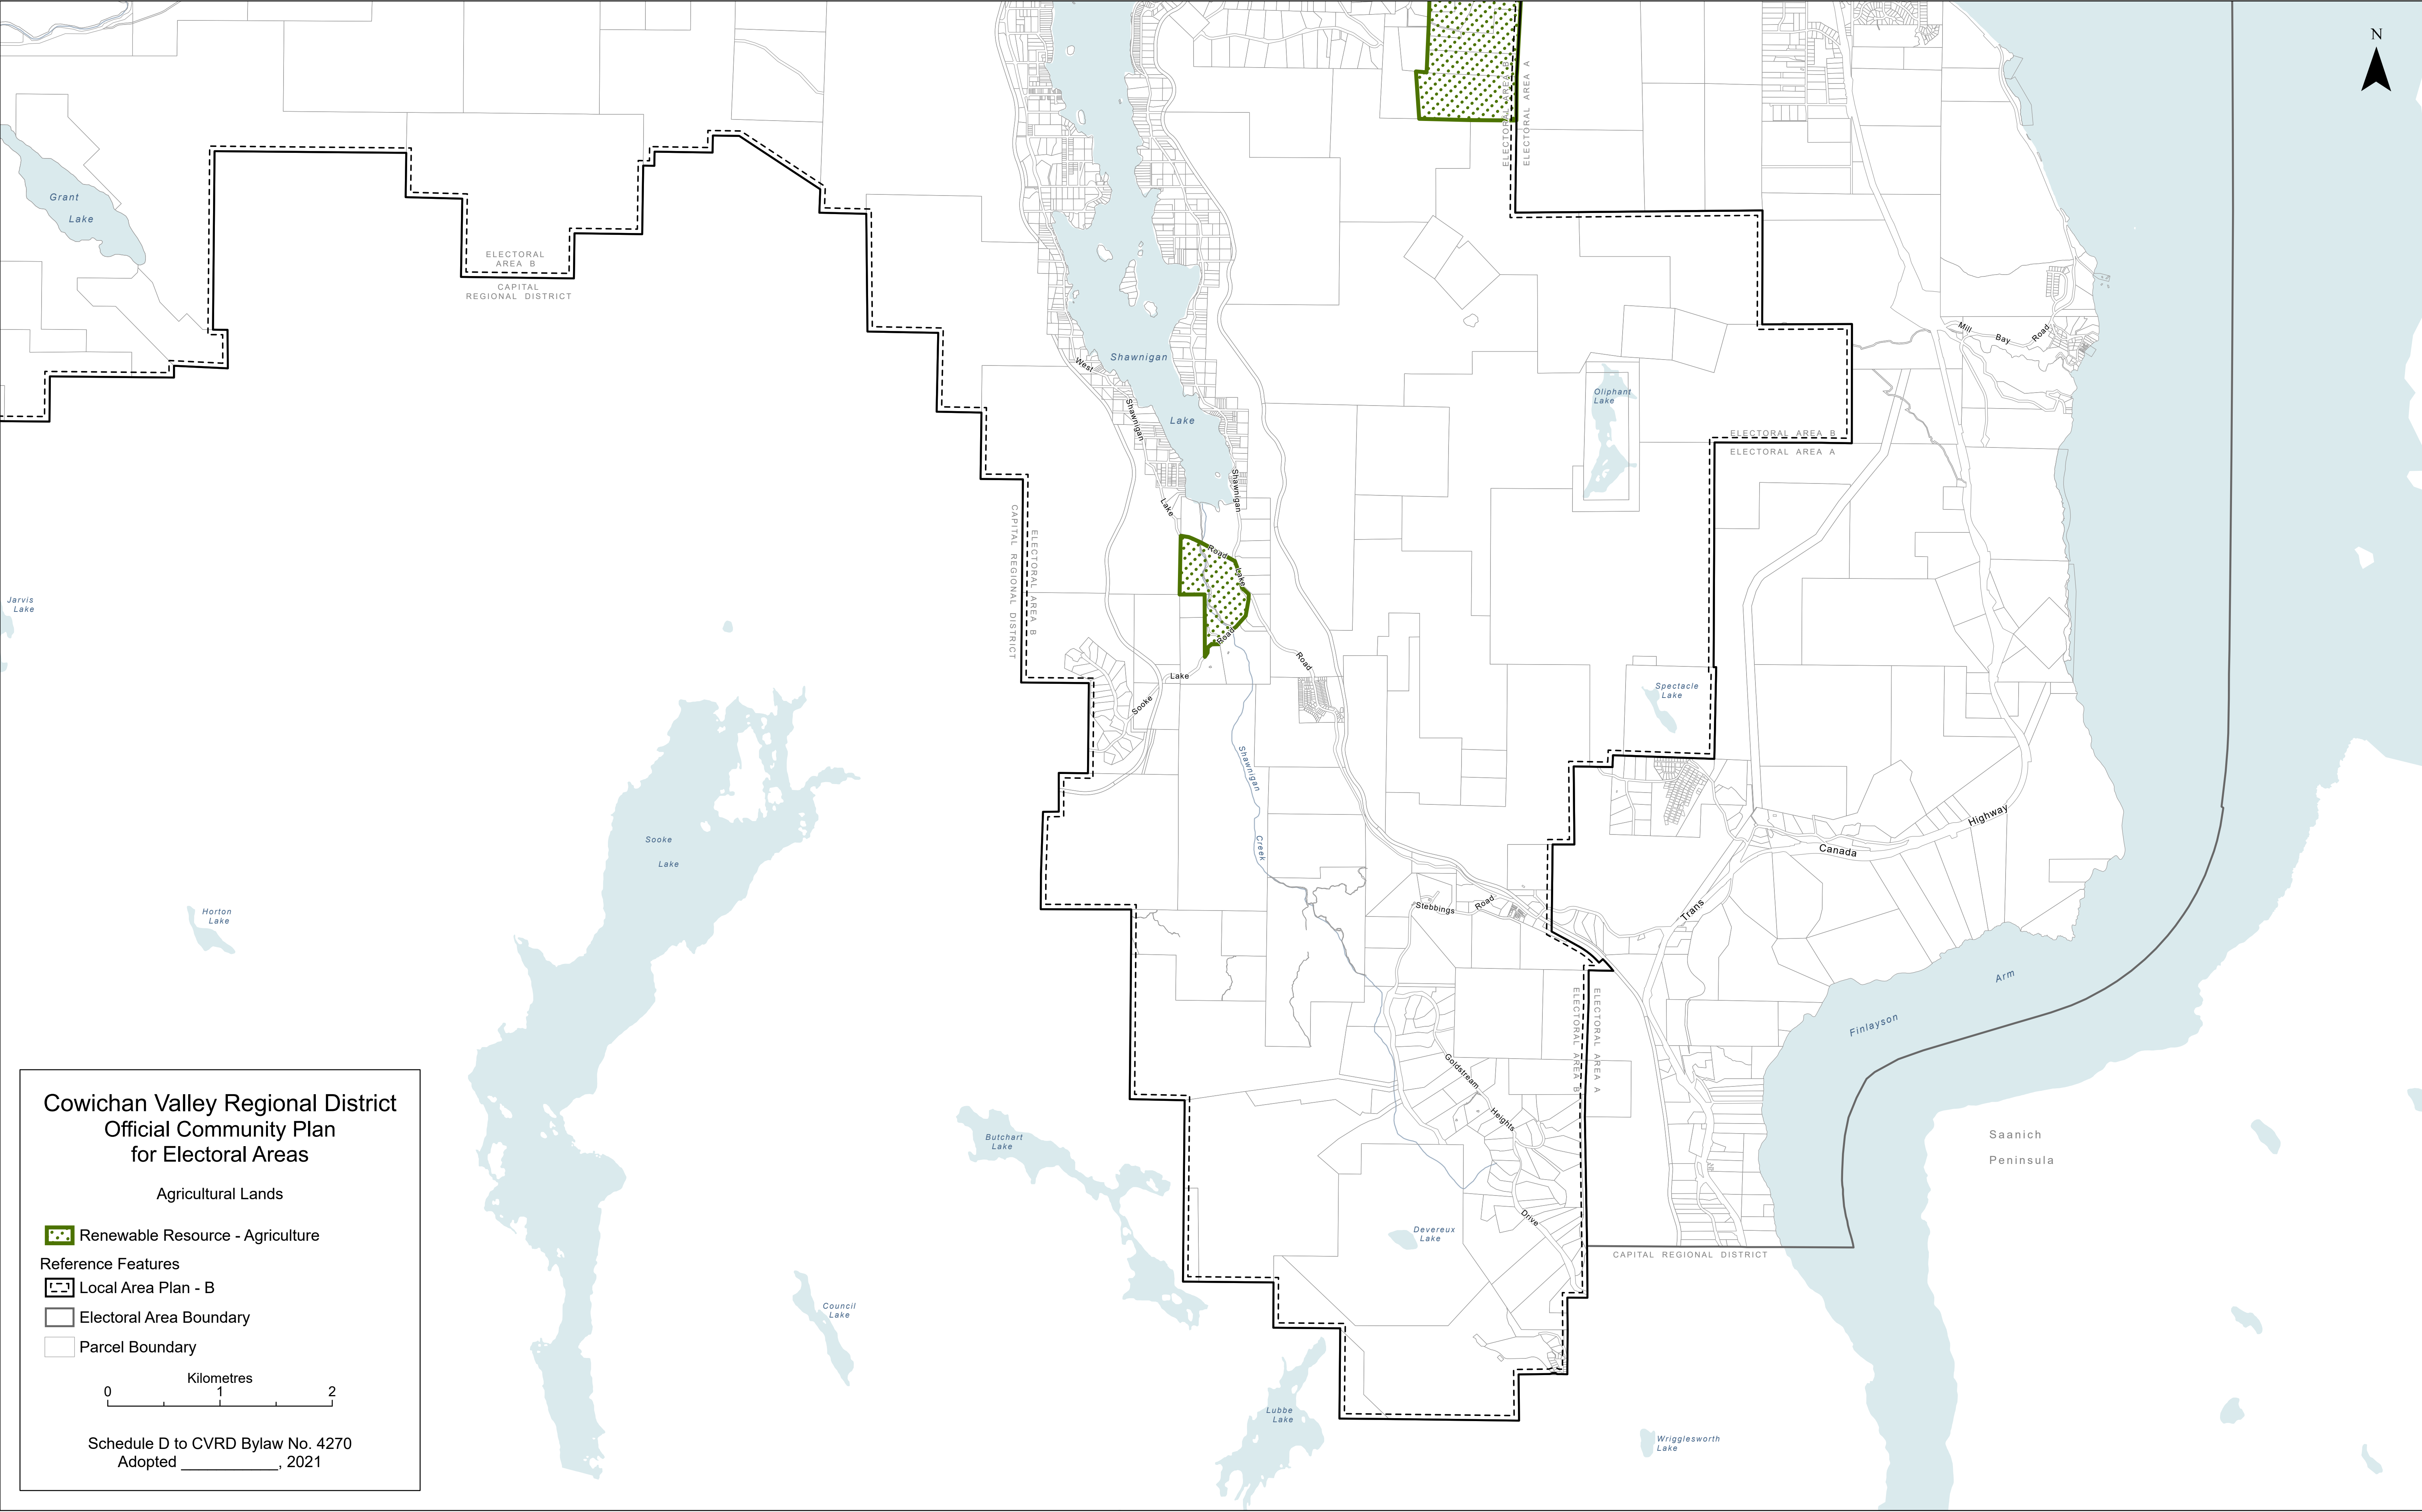 N
ELECTORAL AREA B
ELECTORAL AREA A
Grant
Lake
ELECTORAL
AREA B
CAPITAL
REGIONAL DISTRICT
Shawnigan
Lake
West
Shawnigan
Lake
Road
Shawnigan
Lake
Road
Mill
Bay
Road
Oliphant
Lake
ELECTORAL AREA B
ELECTORAL AREA A
CAPITAL REGIONAL DISTRICT
ELECTORAL AREA B
Jarvis
Lake
Road
Lake
Sooke
Spectacle
Lake
Shawnigan
Creek
Sooke
Lake
Highway
Canada
Trans
Horton
Lake
Stebbings
Road
Arm
Finlayson
ELECTORAL AREA B
ELECTORAL AREA A
Goldstream
Heights
Drive
Butchart
Lake
Saanich
Peninsula
Devereux
Lake
CAPITAL REGIONAL DISTRICT
Council
Lake
Lubbe
Lake
Wrigglesworth
Lake
Cowichan Valley Regional District
Official Community Plan
for Electoral Areas
Agricultural Lands
Renewable Resource - Agriculture
Reference Features
Local Area Plan - B
Electoral Area Boundary
Parcel Boundary
Kilometres
0 1 2
Schedule D to CVRD Bylaw No. 4270
Adopted ___________, 2021